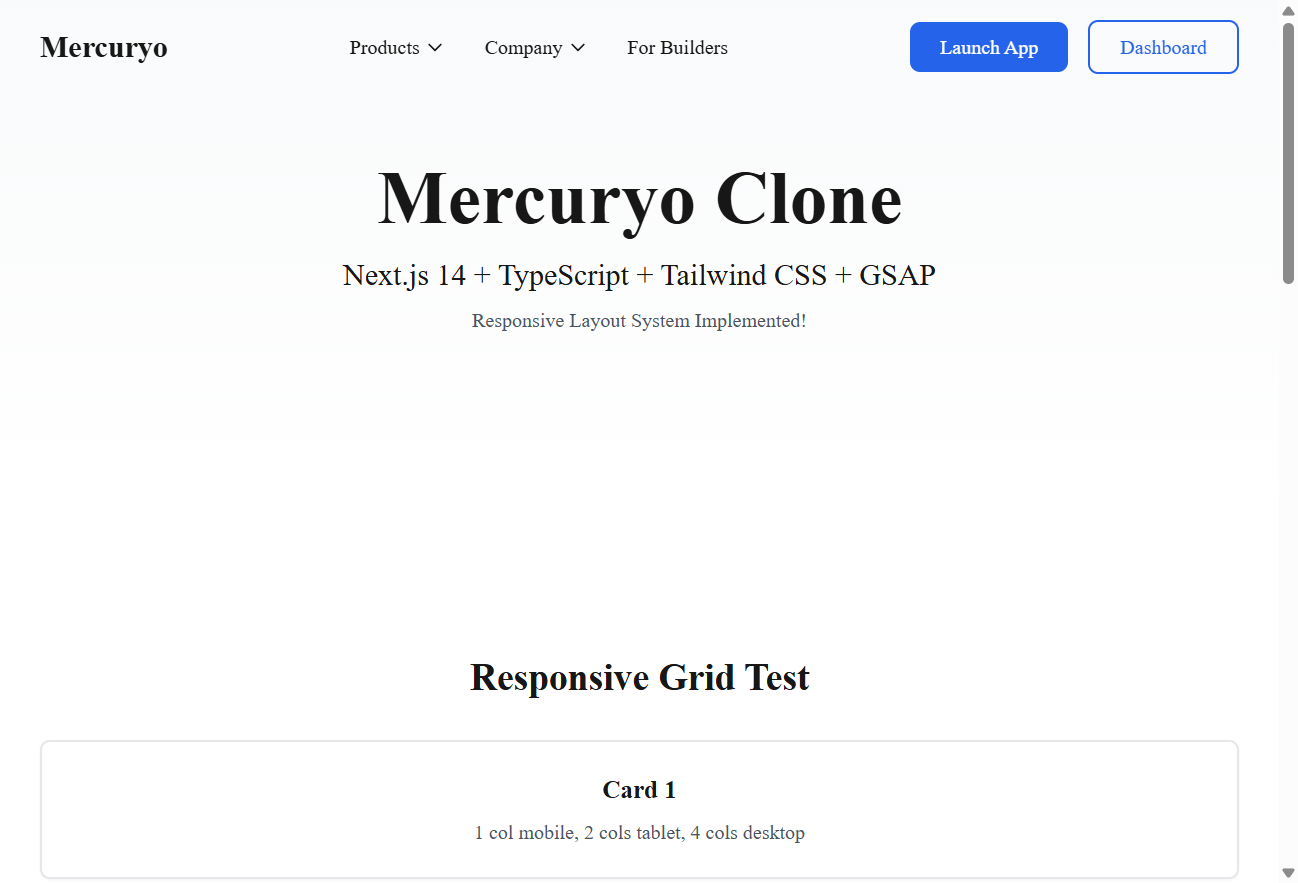 Mercuryo
Products
Company
For Builders
Launch App
Dashboard
Mercuryo Clone
Next.js 14 + TypeScript + Tailwind CSS + GSAP
Responsive Layout System Implemented!
Responsive Grid Test
Card 1
1 col mobile, 2 cols tablet, 4 cols desktop